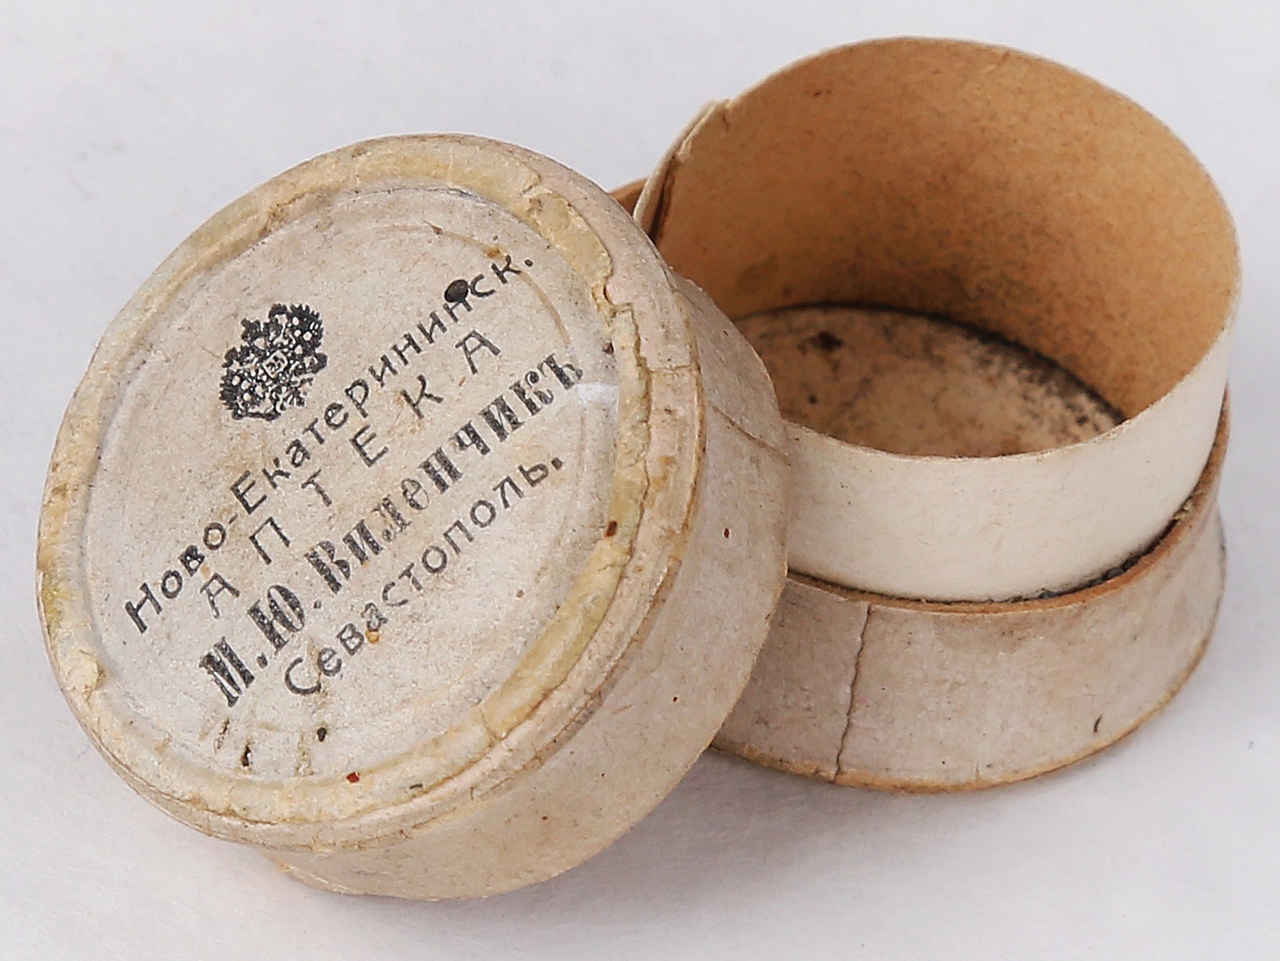 Ново-Екатерининск.
АПТЕКА
М.Ю.Виленчикъ
Севастополь.